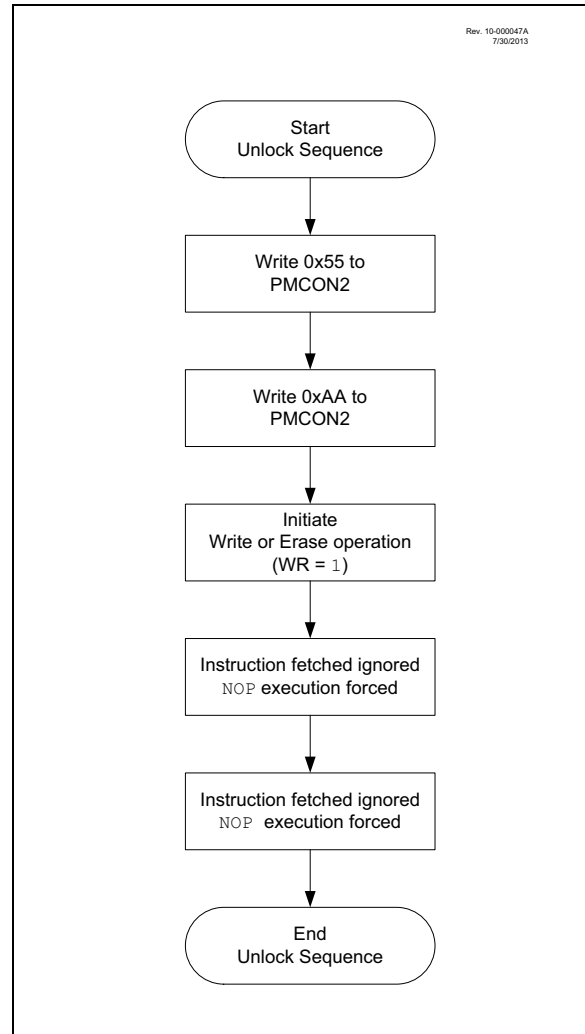 Rev. 10-000047A
7/30/2013
Start
Unlock Sequence
Write 0x55 to
PMCON2
Write 0xAA to
PMCON2
Initiate
Write or Erase operation
(WR = 1)
Instruction fetched ignored
NOP execution forced
Instruction fetched ignored
NOP execution forced
End
Unlock Sequence